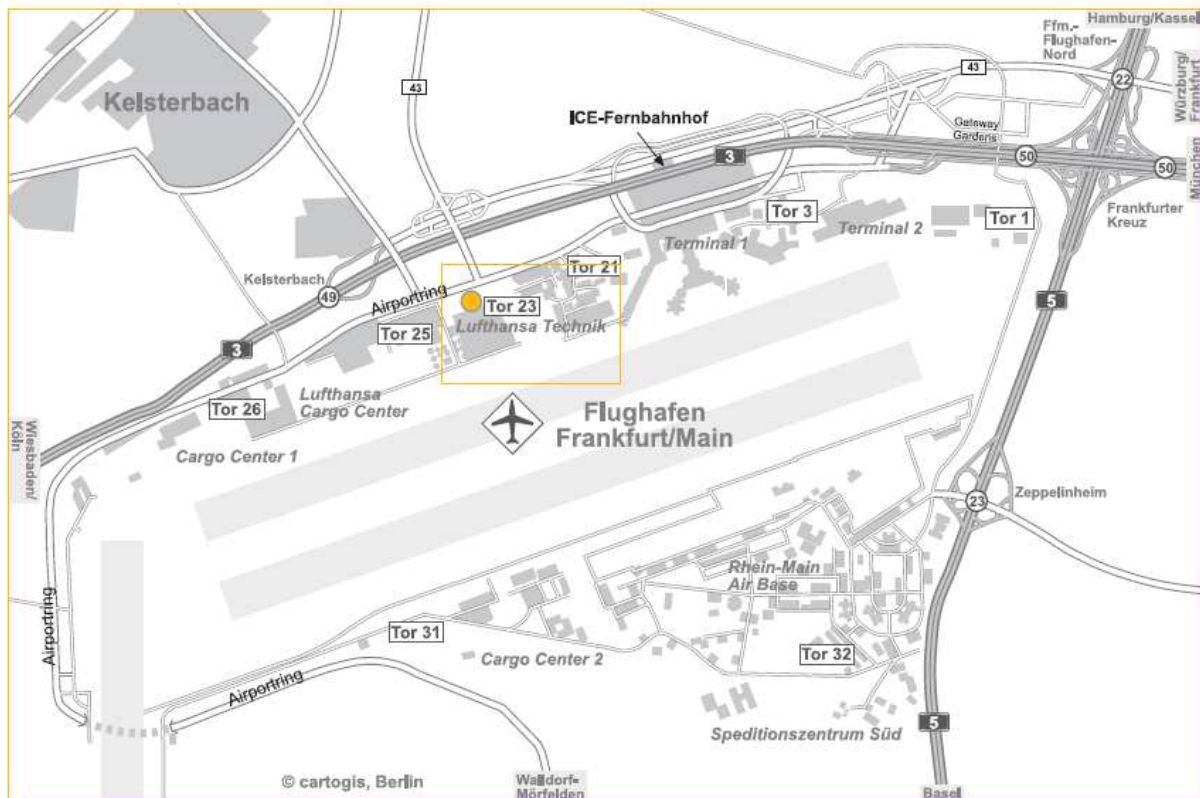 Hamburg/Kassel
Ffm.-
Flughafen-
Nord
Würzburg/
Frankfurt
43
22
43
Kelsterbach
ICE-Fernbahnhof
Gateway
Gardens
3
50
50
München
Frankfurter
Kreuz
Tor 3
Tor 1
Terminal 2
Terminal 1
Tor 21
Kelsterbach
49
Airportring
Tor 23
Lufthansa Technik
5
Tor 25
3
Lufthansa
Cargo Center
Tor 26
Flughafen
Frankfurt/Main
Wiesbaden/
Köln
Cargo Center 1
Zeppelinheim
23
Rhein-Main
Air Base
Airportring
Tor 31
Cargo Center 2
Tor 32
Airportring
5
Speditionszentrum Süd
© cartogis, Berlin
Walldorf-
Mörfelden
Basel